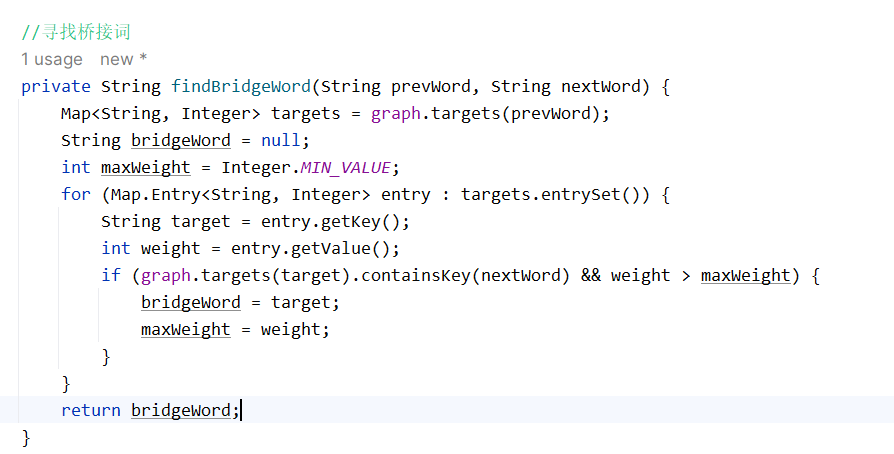 //寻找桥接词
1 usage new *
private String findBridgeWord(String prevWord, String nextWord) {
    Map<String, Integer> targets = graph.targets(prevWord);
    String bridgeWord = null;
    int maxWeight = Integer.MIN_VALUE;
    for (Map.Entry<String, Integer> entry : targets.entrySet()) {
        String target = entry.getKey();
        int weight = entry.getValue();
        if (graph.targets(target).containsKey(nextWord) && weight > maxWeight) {
            bridgeWord = target;
            maxWeight = weight;
        }
    }
    return bridgeWord;
}